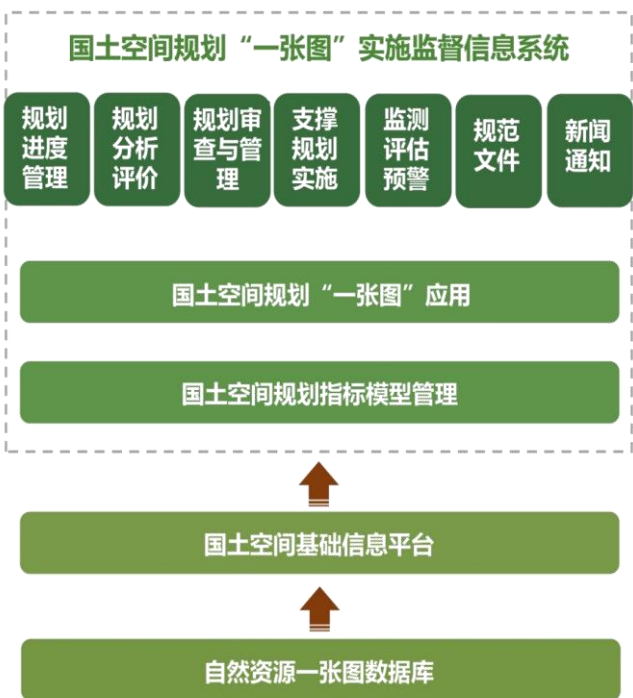 国土空间规划“一张图”实施监督信息系统
规划
进度
管理
规划
分析
评价
规划审
查与管
理
支撑
规划
实施
监测
评估
预警
规范
文件
新闻
通知
国土空间规划“一张图”应用
国土空间规划指标模型管理
国土空间基础信息平台
自然资源一张图数据库